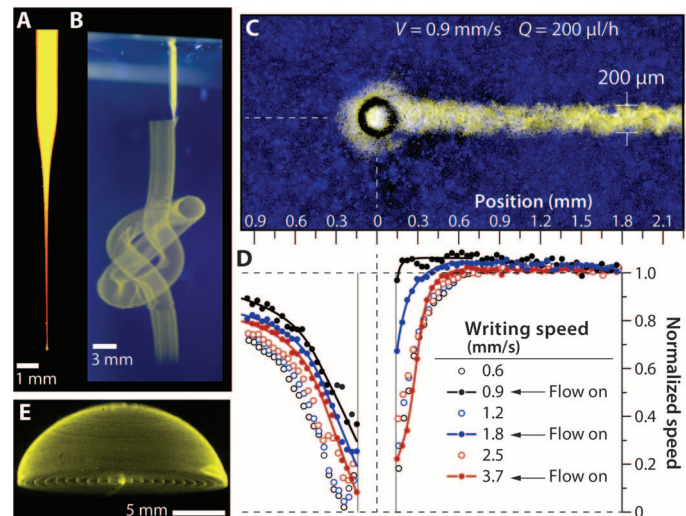 A
B
1 mm
3 mm
C
V = 0.9 mm/s Q = 200 μl/h
200 μm
Position (mm)
0.9 0.6 0.3 0 0.3 0.6 0.9 1.2 1.5 1.8 2.1
D
1.0
0.8
0.6
0.4
0.2
0
Normalized speed
Writing speed
(mm/s)
0.6
0.9 Flow on
1.2
1.8 Flow on
2.5
3.7 Flow on
E
5 mm